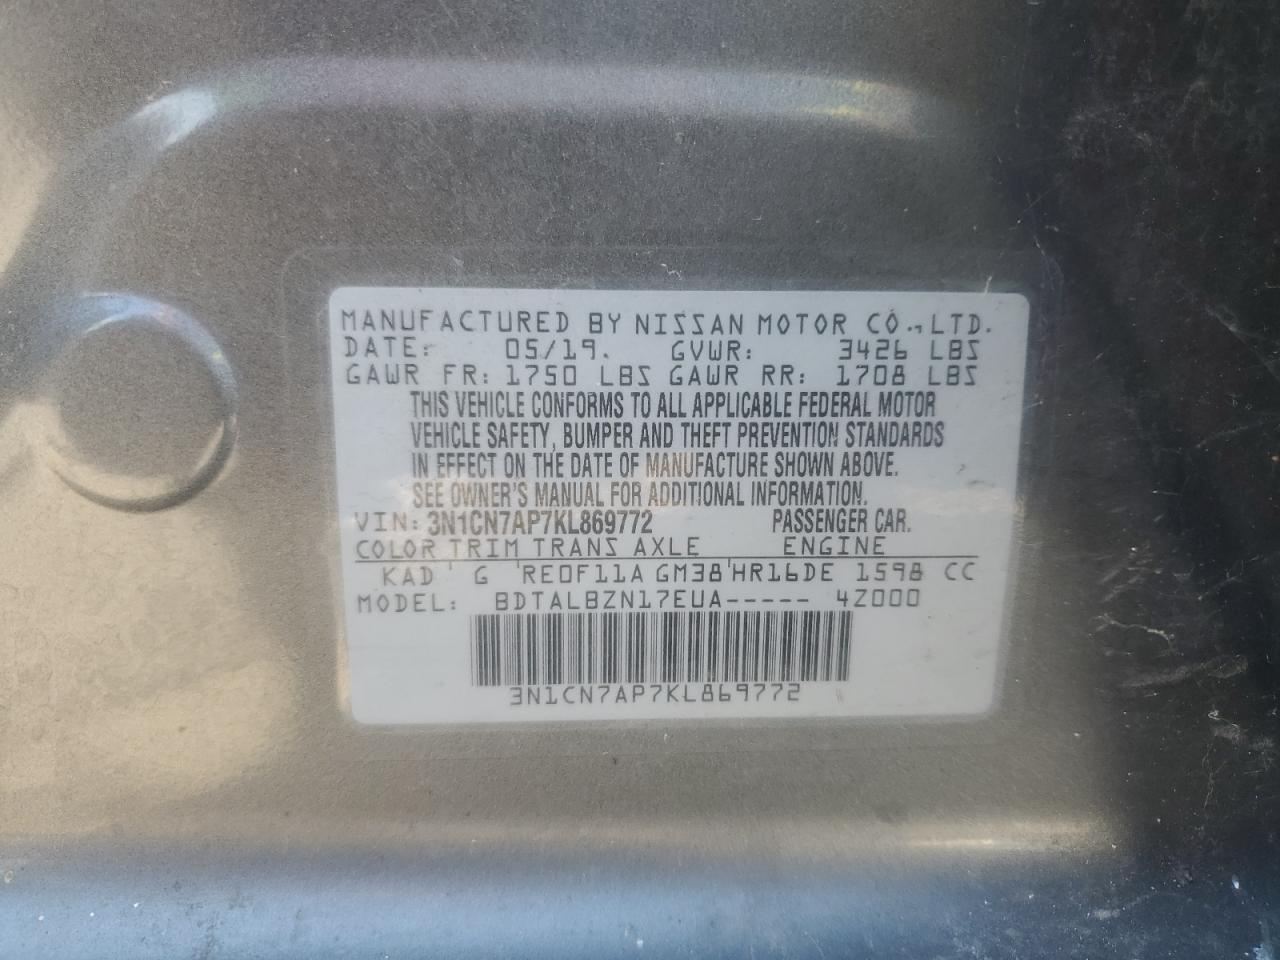 MANUFACTURED BY NISSAN MOTOR CO., LTD.
DATE: 05/19. GVWR: 3426 LBS
GAWR FR: 1750 LBS GAWR RR: 1708 LBS
THIS VEHICLE CONFORMS TO ALL APPLICABLE FEDERAL MOTOR
VEHICLE SAFETY, BUMPER AND THEFT PREVENTION STANDARDS
IN EFFECT ON THE DATE OF MANUFACTURE SHOWN ABOVE.
SEE OWNER'S MANUAL FOR ADDITIONAL INFORMATION.
VIN: 3N1CN7AP7KL869772 PASSENGER CAR.
COLOR TRIM TRANS AXLE ENGINE
KAD ' G 'RE0F11A GM38'HR16DE 1598 CC
MODEL: BDTALBZN17EUA----- 4Z000
3N1CN7AP7KL869772